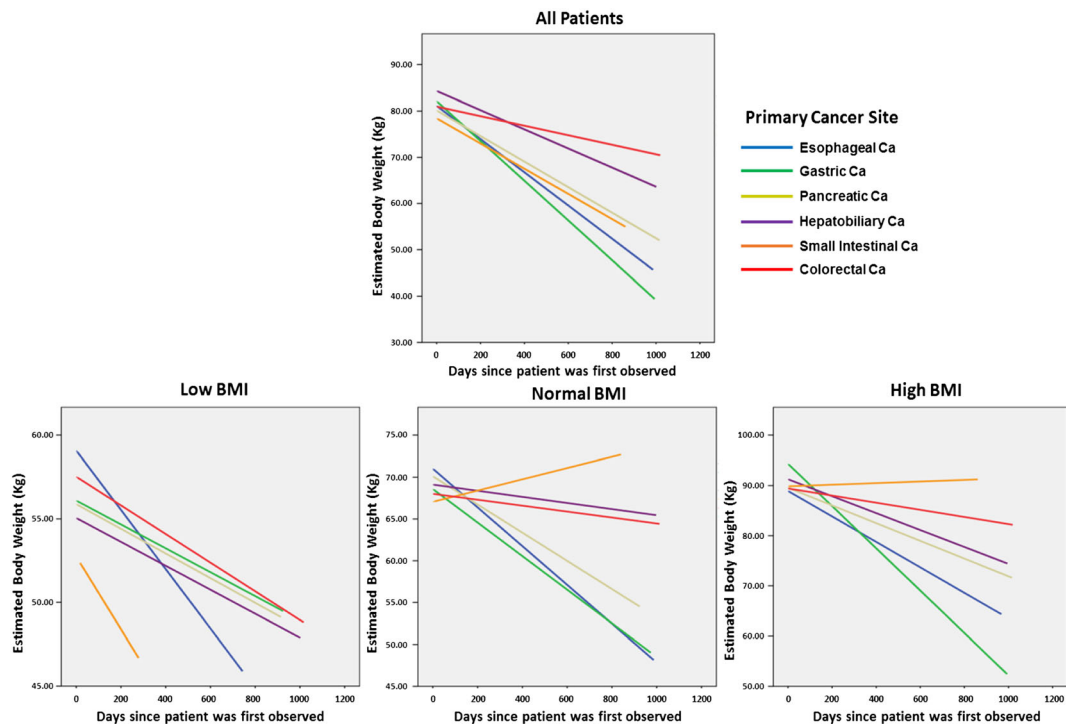 All Patients
Estimated Body Weight (Kg)
90.00
80.00
70.00
60.00
50.00
40.00
30.00
0 200 400 600 800 1000 1200
Days since patient was first observed
Primary Cancer Site
Esophageal Ca
Gastric Ca
Pancreatic Ca
Hepatobiliary Ca
Small Intestinal Ca
Colorectal Ca
Low BMI
Estimated Body Weight (Kg)
60.00
55.00
50.00
45.00
0 200 400 600 800 1000 1200
Days since patient was first observed
Normal BMI
Estimated Body Weight (Kg)
75.00
70.00
65.00
60.00
55.00
50.00
45.00
0 200 400 600 800 1000 1200
Days since patient was first observed
High BMI
Estimated Body Weight (Kg)
100.00
90.00
80.00
70.00
60.00
50.00
0 200 400 600 800 1000 1200
Days since patient was first observed